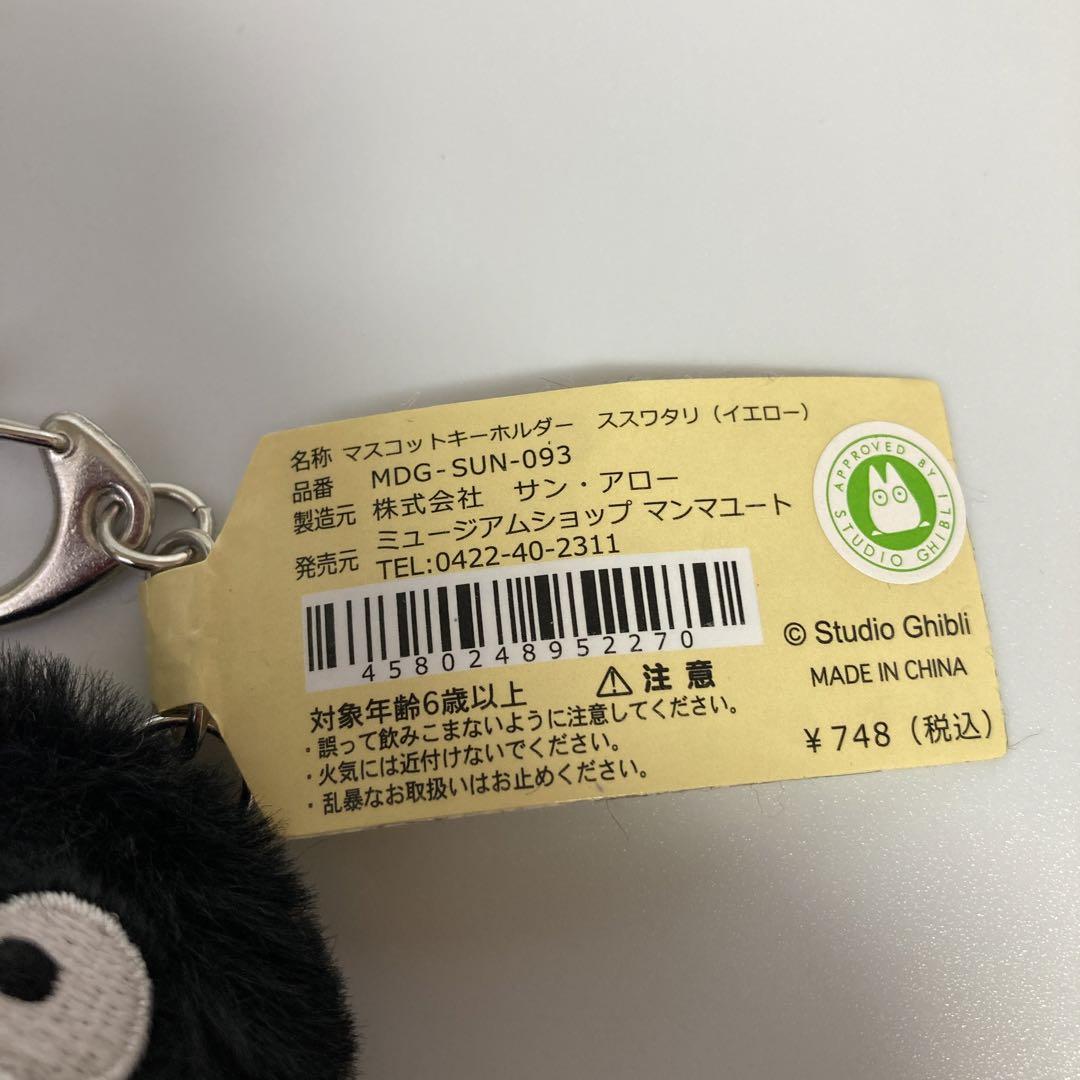 名称 マスコットキーホルダー ススワタリ（イエロー）
品番 MDG-SUN-093
製造元 株式会社 サン・アロー
発売元 ミュージアムショップ マンマユート
TEL:0422-40-2311
4580248952270
対象年齢6歳以上 ⚠注意
・誤って飲みこまないように注意してください。
・火気には近付けないでください。
・乱暴なお取扱いはお止めください。
APPROVED BY STUDIO GHIBLI
© Studio Ghibli
MADE IN CHINA
￥748（税込）